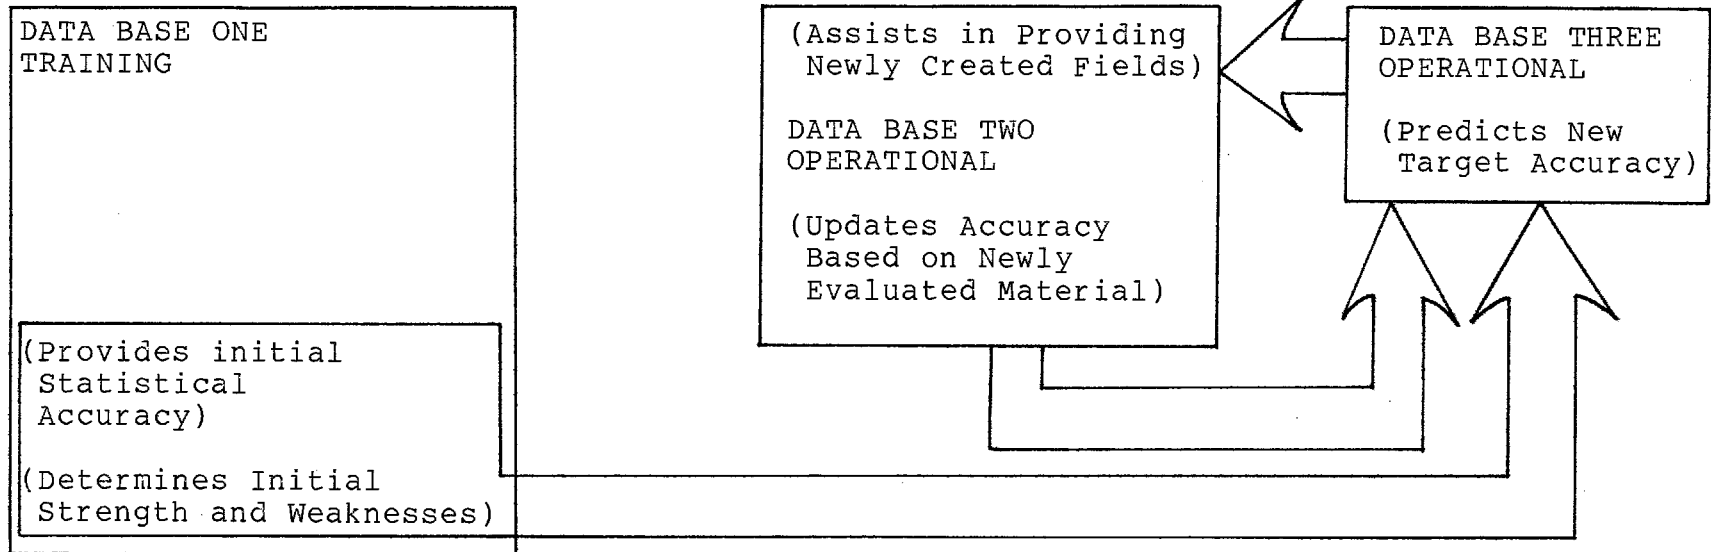 DATA BASE ONE
TRAINING
(Provides initial
Statistical
Accuracy)
(Determines Initial
Strength and Weaknesses)
(Assists in Providing
Newly Created Fields)
DATA BASE TWO
OPERATIONAL
(Updates Accuracy
Based on Newly
Evaluated Material)
DATA BASE THREE
OPERATIONAL
(Predicts New
Target Accuracy)